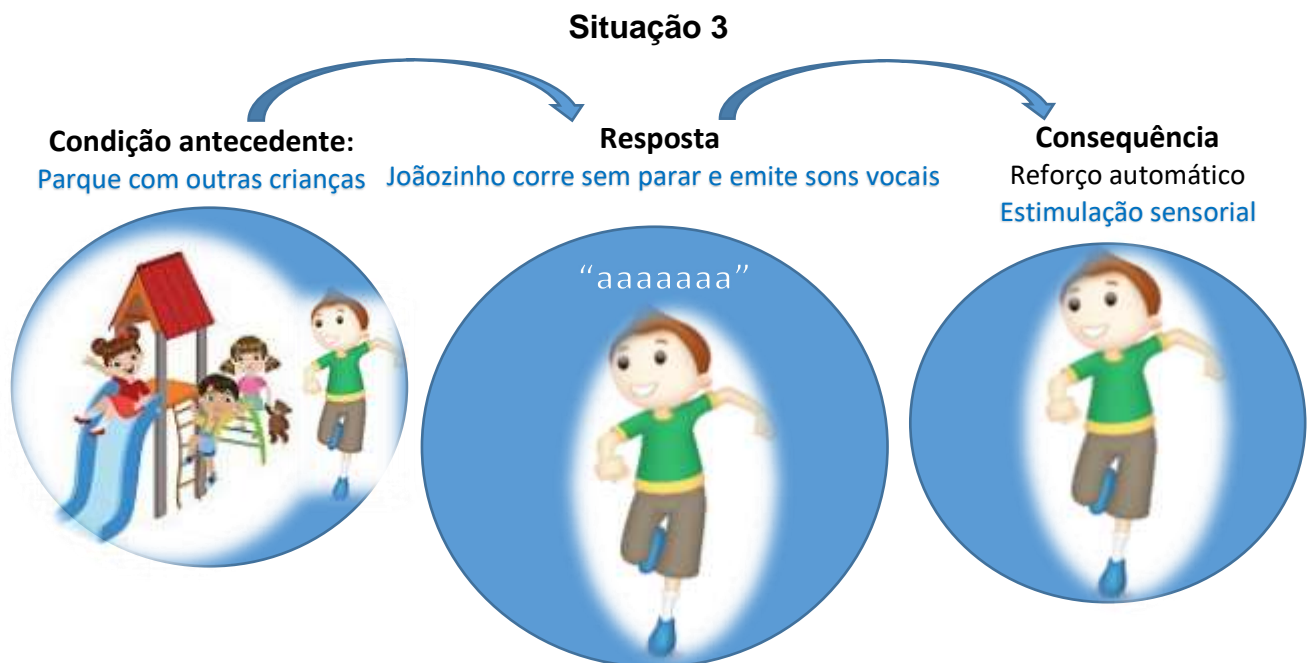 Situação 3
Condição antecedente:
Parque com outras crianças
Resposta
Joãozinho corre sem parar e emite sons vocais
Consequência
Reforço automático
Estimulação sensorial
“aaaaaaa”